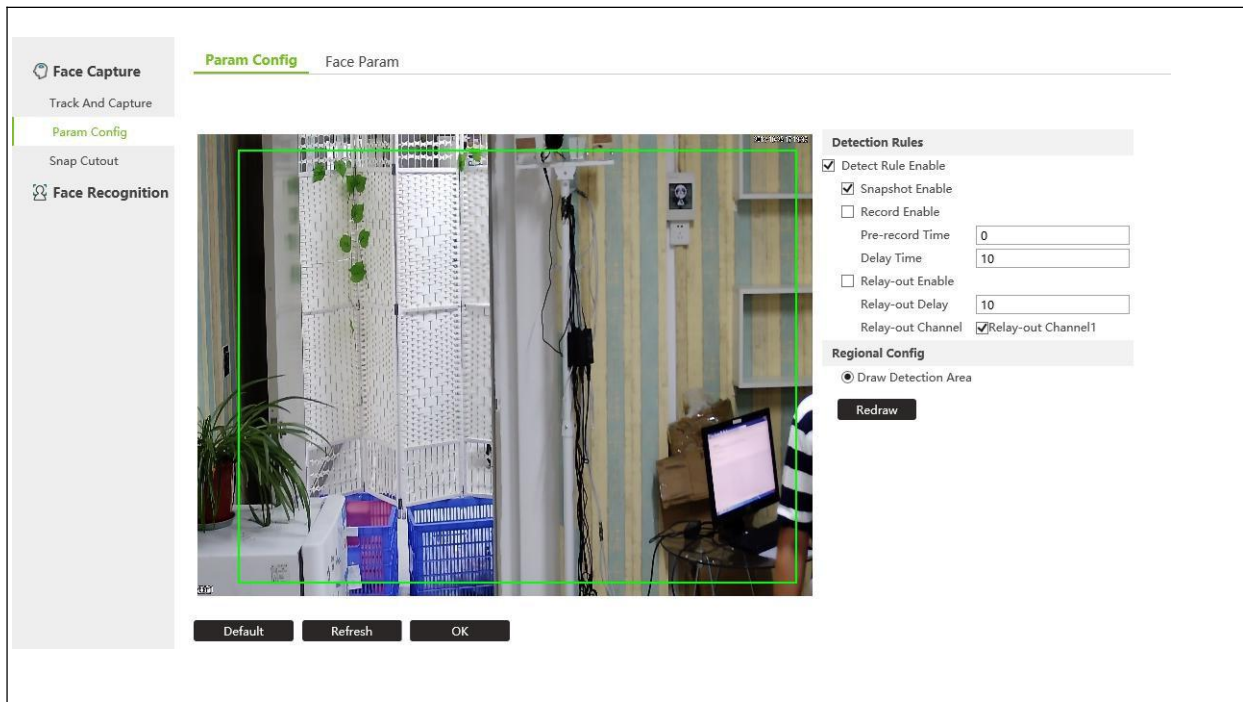 Face Capture
Track And Capture
Param Config
Snap Cutout
Face Recognition
Param Config Face Param
Detection Rules
Detect Rule Enable
Snapshot Enable
Record Enable
Pre-record Time 0
Delay Time 10
Relay-out Enable
Relay-out Delay 10
Relay-out Channel Relay-out Channel1
Regional Config
Draw Detection Area
Redraw
Default Refresh OK